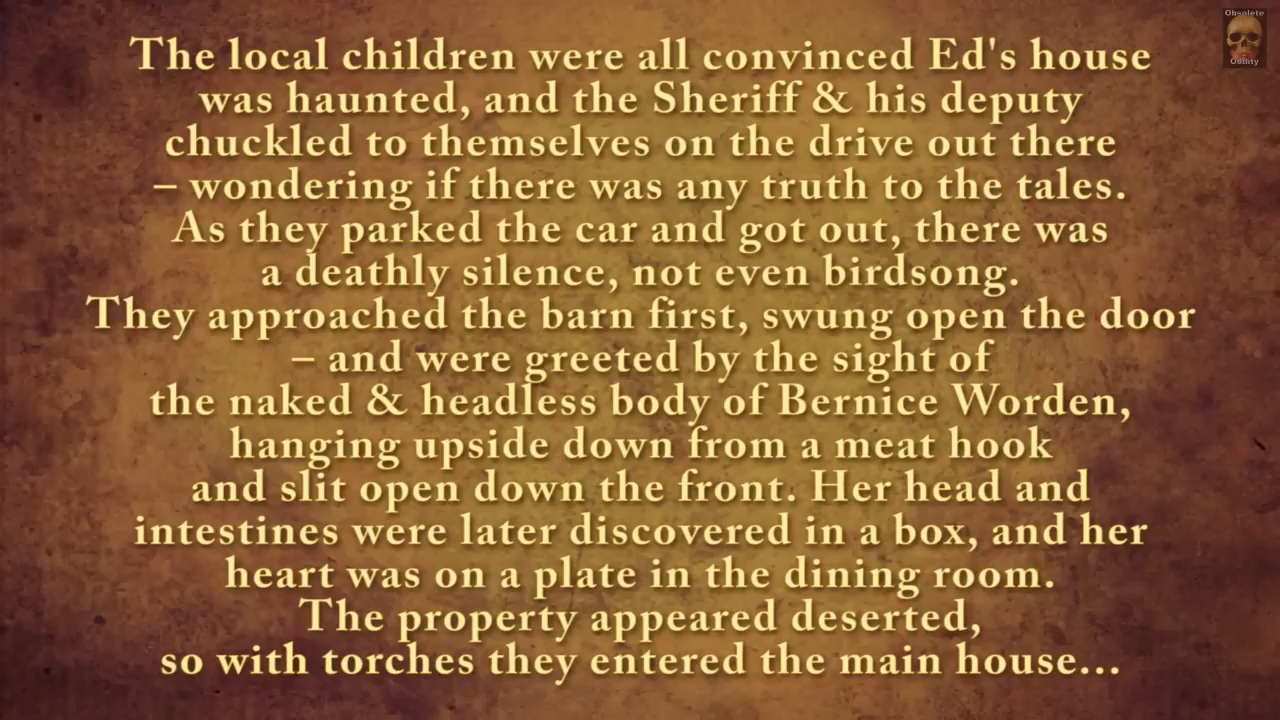 Obsolete
Oddity
The local children were all convinced Ed's house
was haunted, and the Sheriff & his deputy
chuckled to themselves on the drive out there
– wondering if there was any truth to the tales.
As they parked the car and got out, there was
a deathly silence, not even birdsong.
They approached the barn first, swung open the door
– and were greeted by the sight of
the naked & headless body of Bernice Worden,
hanging upside down from a meat hook
and slit open down the front. Her head and
intestines were later discovered in a box, and her
heart was on a plate in the dining room.
The property appeared deserted,
so with torches they entered the main house...